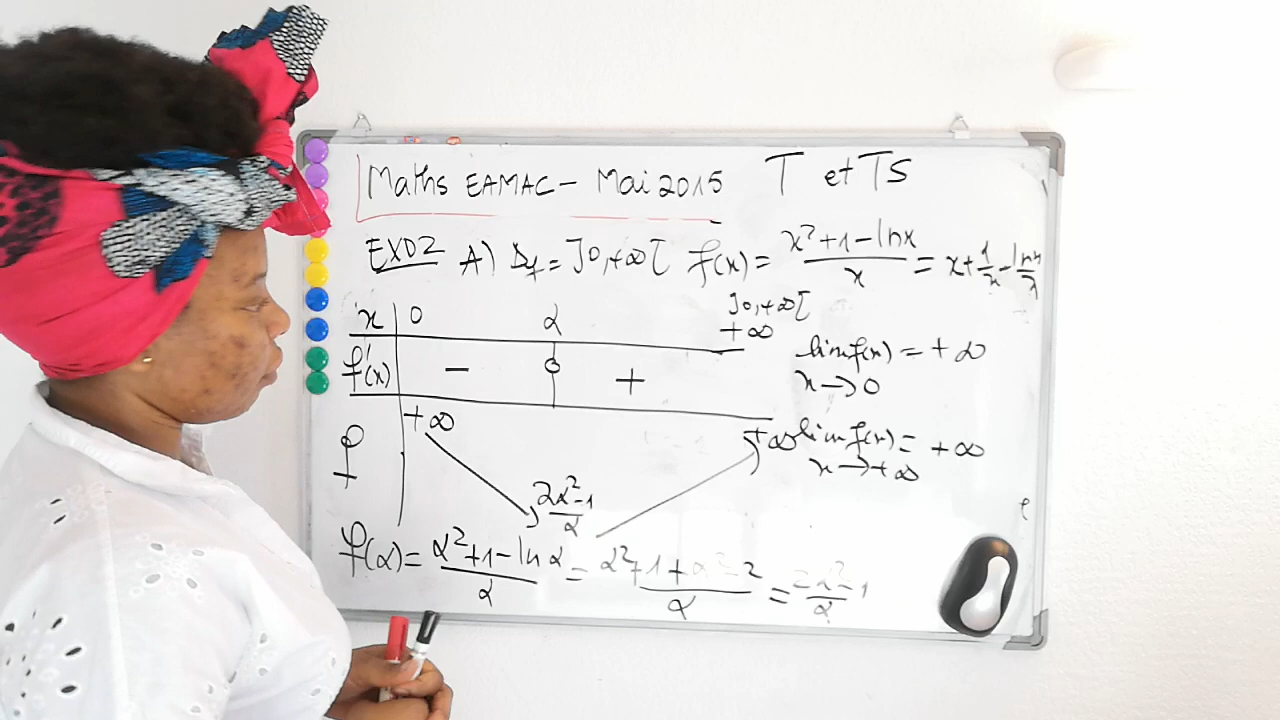 Maths EAMAC - Mai 2015 T et TS
EXO2 A) Df = ]0,+∞[ f(x) = (x²+1-lnx)/x = x + 1/x - lnx/x
]0,+∞[
x 0 α +∞
f'(x) - 0 +
lim f(x) = +∞
x→0
f +∞ (2α²-1)/α +∞
lim f(x) = +∞
x→+∞
f(α) = (α²+1-lnα)/α = (α²+1+α²-2)/α = (2α²-1)/α